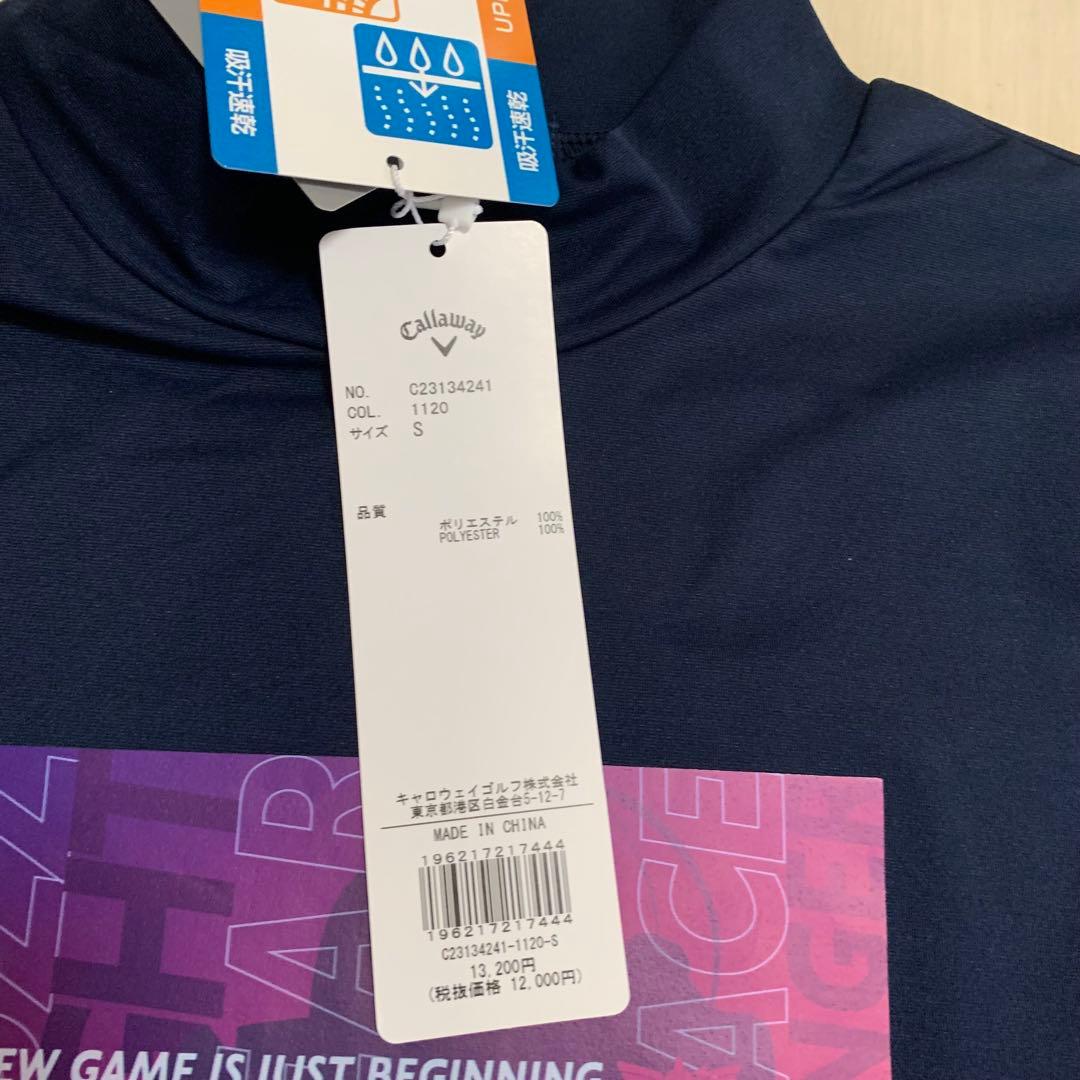 UP
吸汗速乾
吸汗速乾
Callaway
NO. C23134241
COL. 1120
サイズ S
品質
ポリエステル 100%
POLYESTER 100%
キャロウェイゴルフ株式会社
東京都港区白金台5-12-7
MADE IN CHINA
196217217444
196217217444
C23134241-1120-S
13,200円
(税抜価格 12,000円)
ACE
EW GAME IS JUST BEGINNING